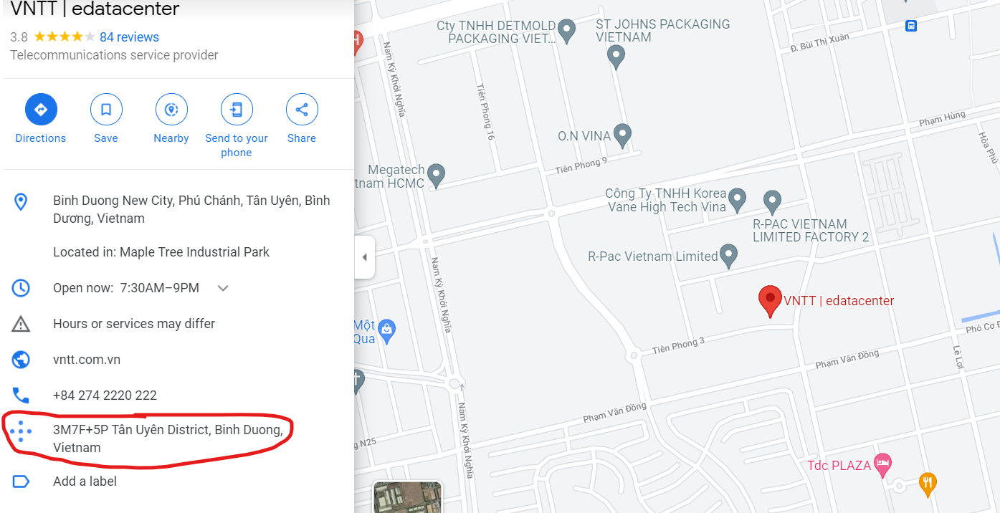 VNTT | edatacenter
3.8
84 reviews
Telecommunications service provider
Directions
Save
Nearby
Send to your
phone
Share
Binh Duong New City, Phú Chánh, Tân Uyên, Bình
Dương, Vietnam
Located in: Maple Tree Industrial Park
Open now: 7:30AM–9PM
Hours or services may differ
vntt.com.vn
+84 274 2220 222
3M7F+5P Tân Uyên District, Binh Duong,
Vietnam
Add a label
H
Cty TNHH DETMOLD
PACKAGING VIET...
ST JOHNS PACKAGING
VIETNAM
Đ. Bùi Thị Xuân
Nam Kỳ Khởi Nghĩa
Tiên Phong 16
Phạm Hùng
Hòa Phú
O.N VINA
Tiên Phong 9
Megatech
tnam HCMC
Công Ty TNHH Korea
Vane High Tech Vina
R-PAC VIETNAM
LIMITED FACTORY 2
R-Pac Vietnam Limited
Nam Kỳ Khởi Nghĩa
VNTT | edatacenter
Một
Qua
Tiên Phong 3
Phạm Văn Đồng
Phó Cơ Đ
Lê Lợi
Phạm Văn Đồng
Nam Kỳ Khởi Nghĩa
g N25
Tdc PLAZA